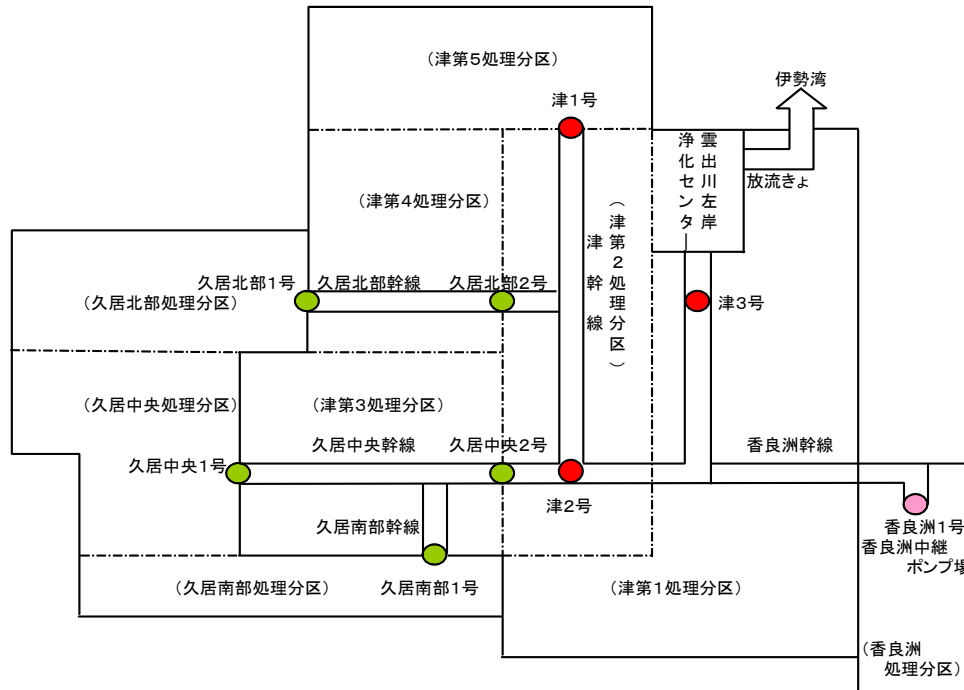 (津第5処理分区)
伊勢湾
津1号
雲出川左岸
浄化センター
放流きょ
(津第4処理分区)
(津第2処理分区)
津幹線
久居北部1号
久居北部幹線
久居北部2号
(久居北部処理分区)
津3号
(久居中央処理分区)
(津第3処理分区)
久居中央幹線
久居中央2号
香良洲幹線
久居中央1号
津2号
久居南部幹線
香良洲1号
香良洲中継
ポンプ場
(久居南部処理分区)
久居南部1号
(津第1処理分区)
(香良洲
処理分区)